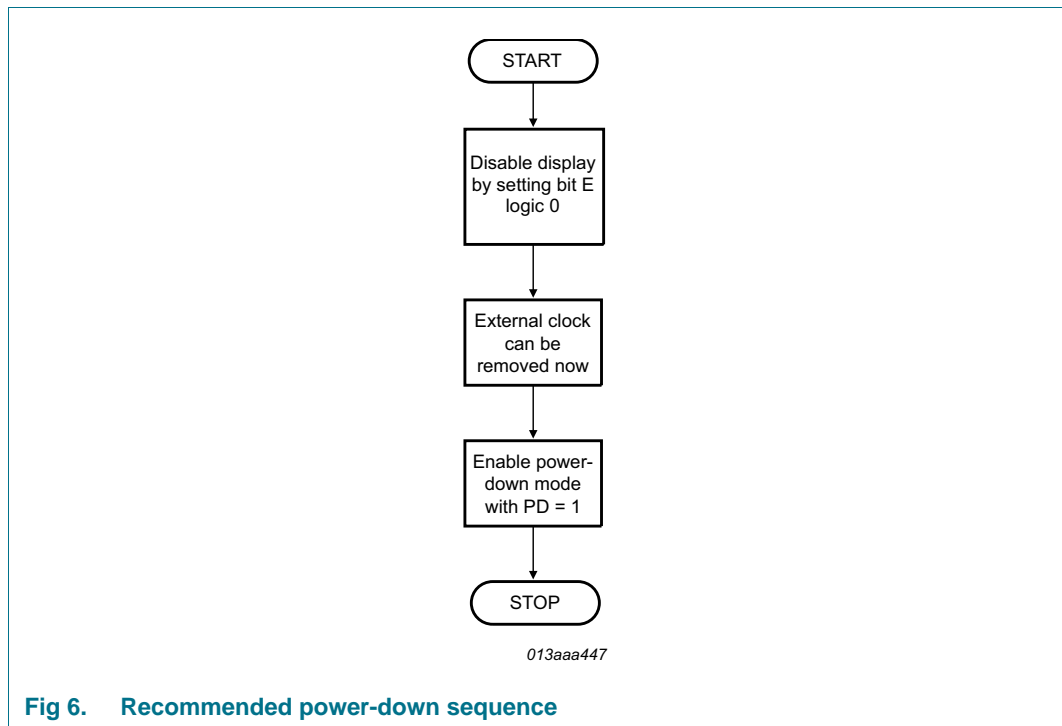 START
Disable display
by setting bit E
logic 0
External clock
can be
removed now
Enable power-
down mode
with PD = 1
STOP
013aaa447
Fig 6. Recommended power-down sequence